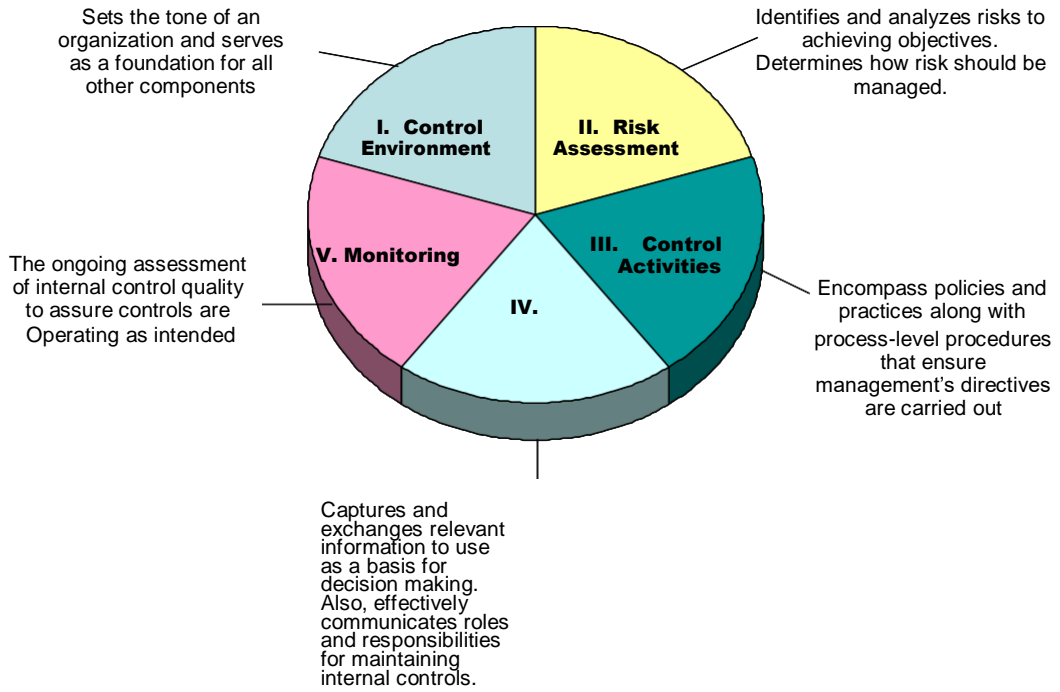 Sets the tone of an
organization and serves
as a foundation for all
other components
Identifies and analyzes risks to
achieving objectives.
Determines how risk should be
managed.
I. Control
Environment
II. Risk
Assessment
III. Control
Activities
IV.
V. Monitoring
The ongoing assessment
of internal control quality
to assure controls are
Operating as intended
Encompass policies and
practices along with
process-level procedures
that ensure
management’s directives
are carried out
Captures and
exchanges relevant
information to use
as a basis for
decision making.
Also, effectively
communicates roles
and responsibilities
for maintaining
internal controls.